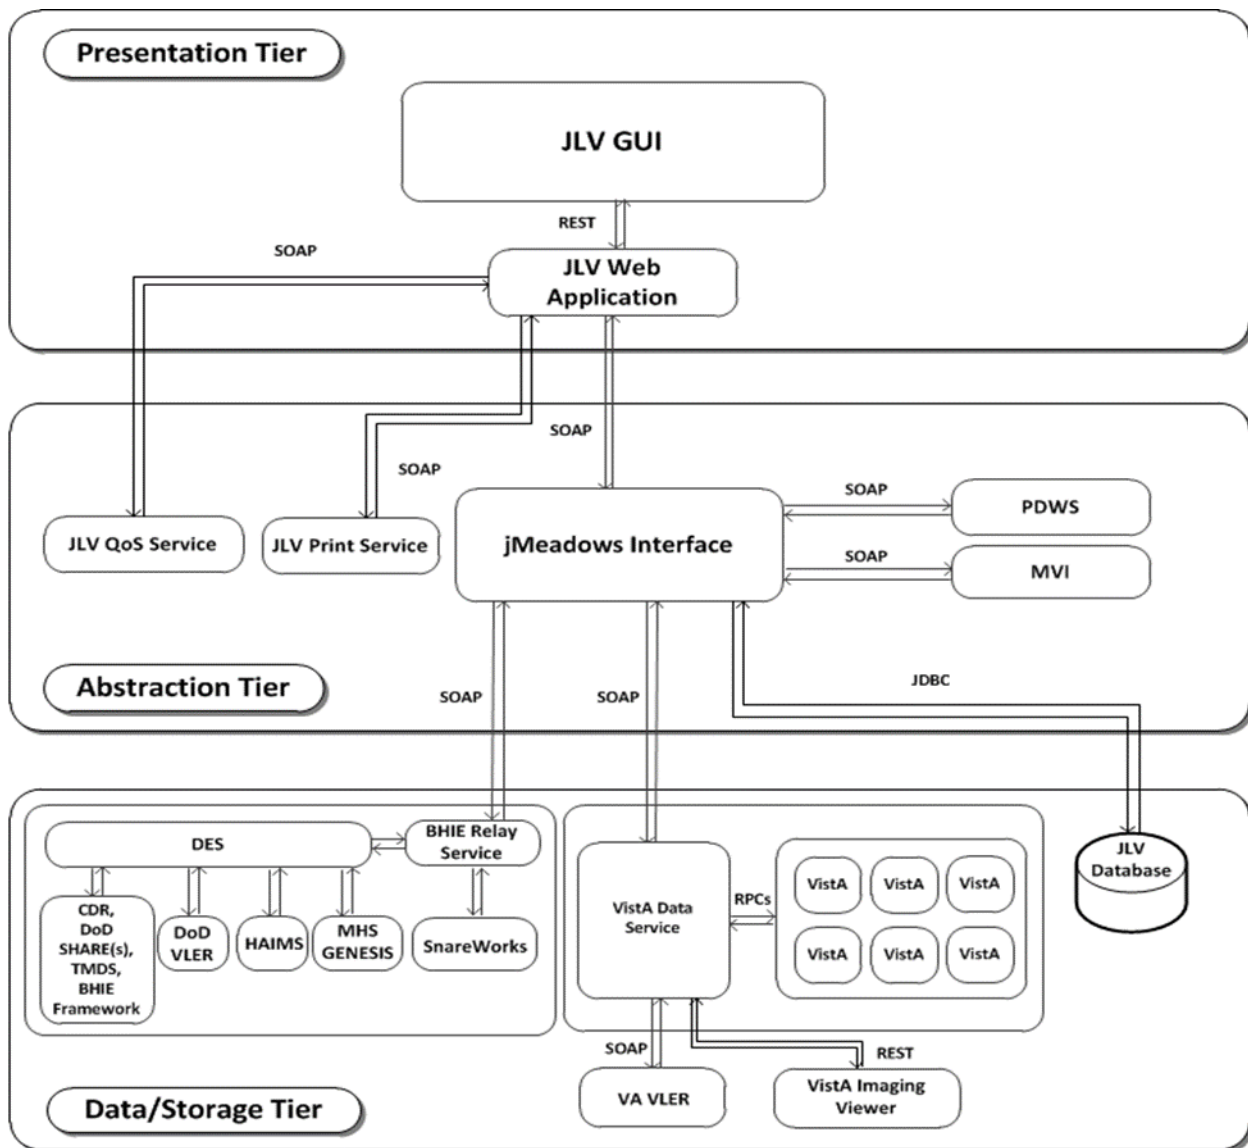 Presentation Tier
JLV GUI
REST
SOAP
JLV Web
Application
SOAP
SOAP
SOAP
PDWS
JLV QoS Service
JLV Print Service
jMeadows Interface
SOAP
MVI
Abstraction Tier
SOAP
SOAP
JDBC
DES
BHIE Relay
Service
JLV
Database
CDR,
DoD
SHARE(s),
TMDS,
BHIE
Framework
DoD
VLER
HAIMS
MHS
GENESIS
SnareWorks
VistA Data
Service
RPCs
VistA
VistA
VistA
VistA
VistA
VistA
SOAP
REST
VA VLER
VistA Imaging
Viewer
Data/Storage Tier